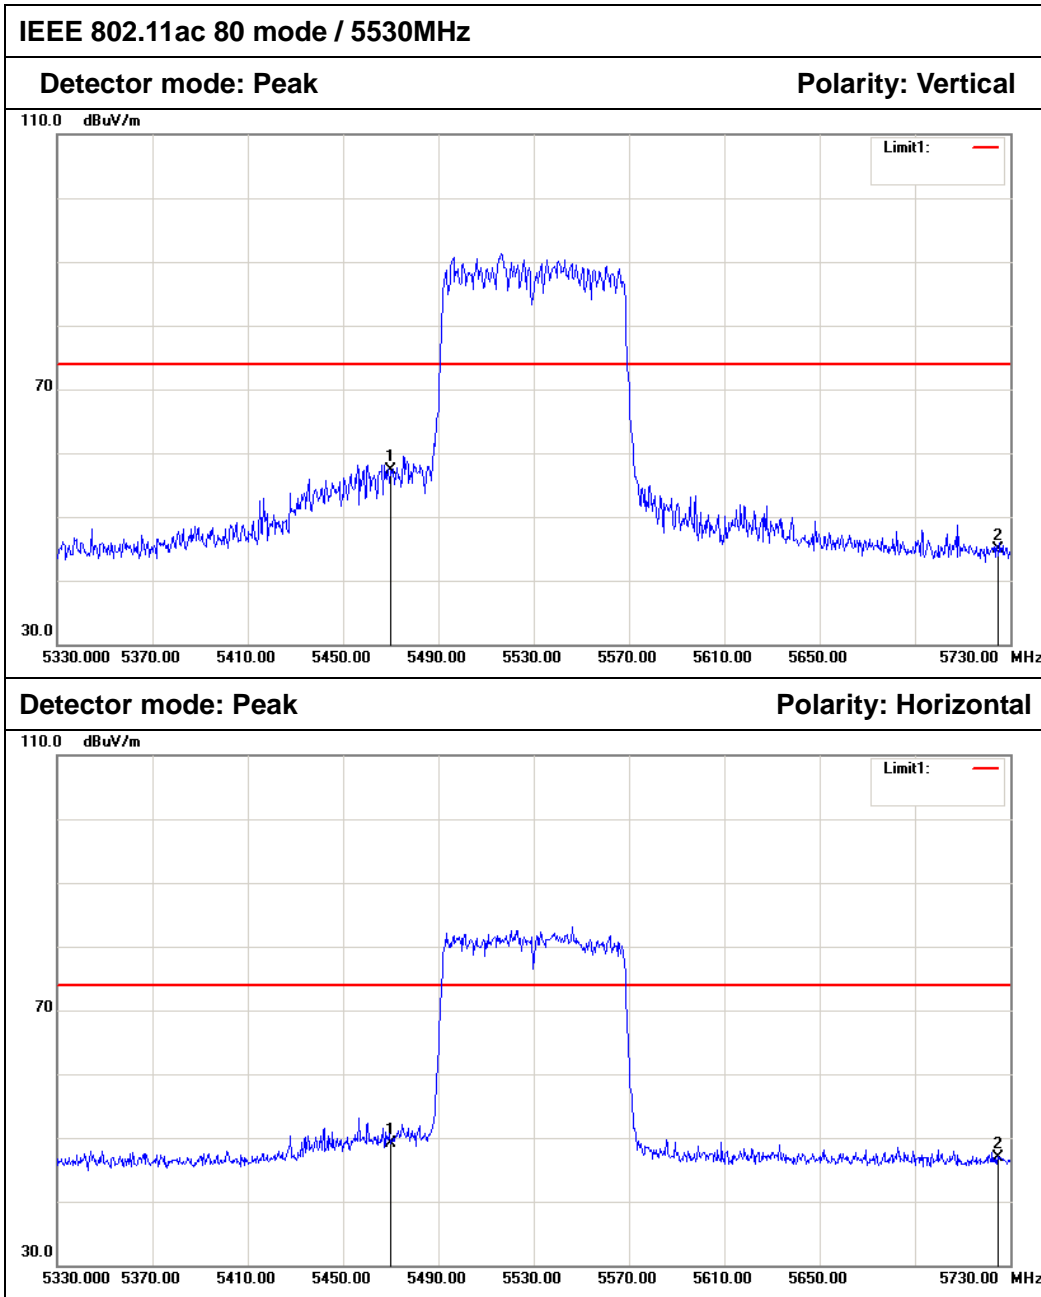 IEEE 802.11ac 80 mode / 5530MHz
Detector mode: Peak Polarity: Vertical
110.0 dBuV/m
Limit1:
70
1
2
30.0
5330.000 5370.00 5410.00 5450.00 5490.00 5530.00 5570.00 5610.00 5650.00 5730.00 MHz
Detector mode: Peak Polarity: Horizontal
110.0 dBuV/m
Limit1:
70
1
2
30.0
5330.000 5370.00 5410.00 5450.00 5490.00 5530.00 5570.00 5610.00 5650.00 5730.00 MHz